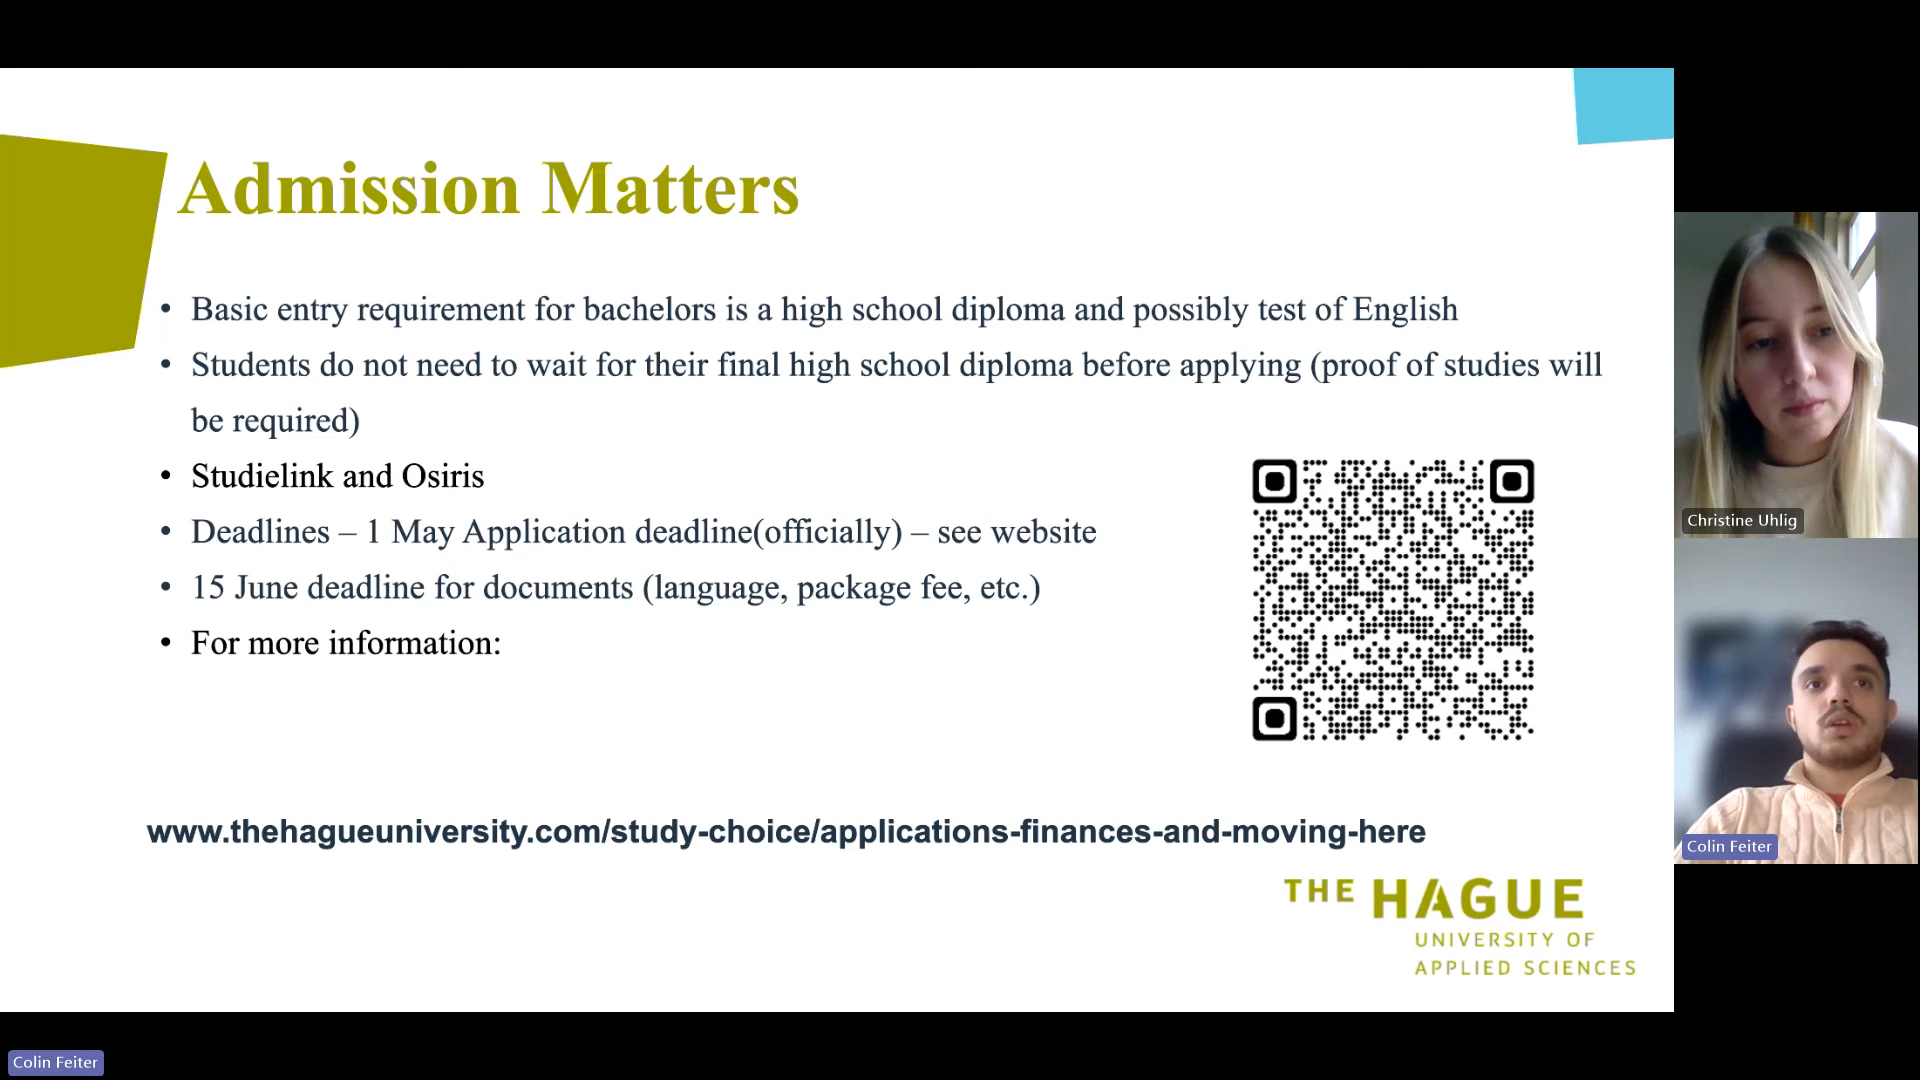 Admission Matters
• Basic entry requirement for bachelors is a high school diploma and possibly test of English
• Students do not need to wait for their final high school diploma before applying (proof of studies will
be required)
• Studielink and Osiris
• Deadlines – 1 May Application deadline(officially) – see website
• 15 June deadline for documents (language, package fee, etc.)
• For more information:
www.thehagueuniversity.com/study-choice/applications-finances-and-moving-here
THE HAGUE
UNIVERSITY OF
APPLIED SCIENCES
Christine Uhlig
Colin Feiter
Colin Feiter